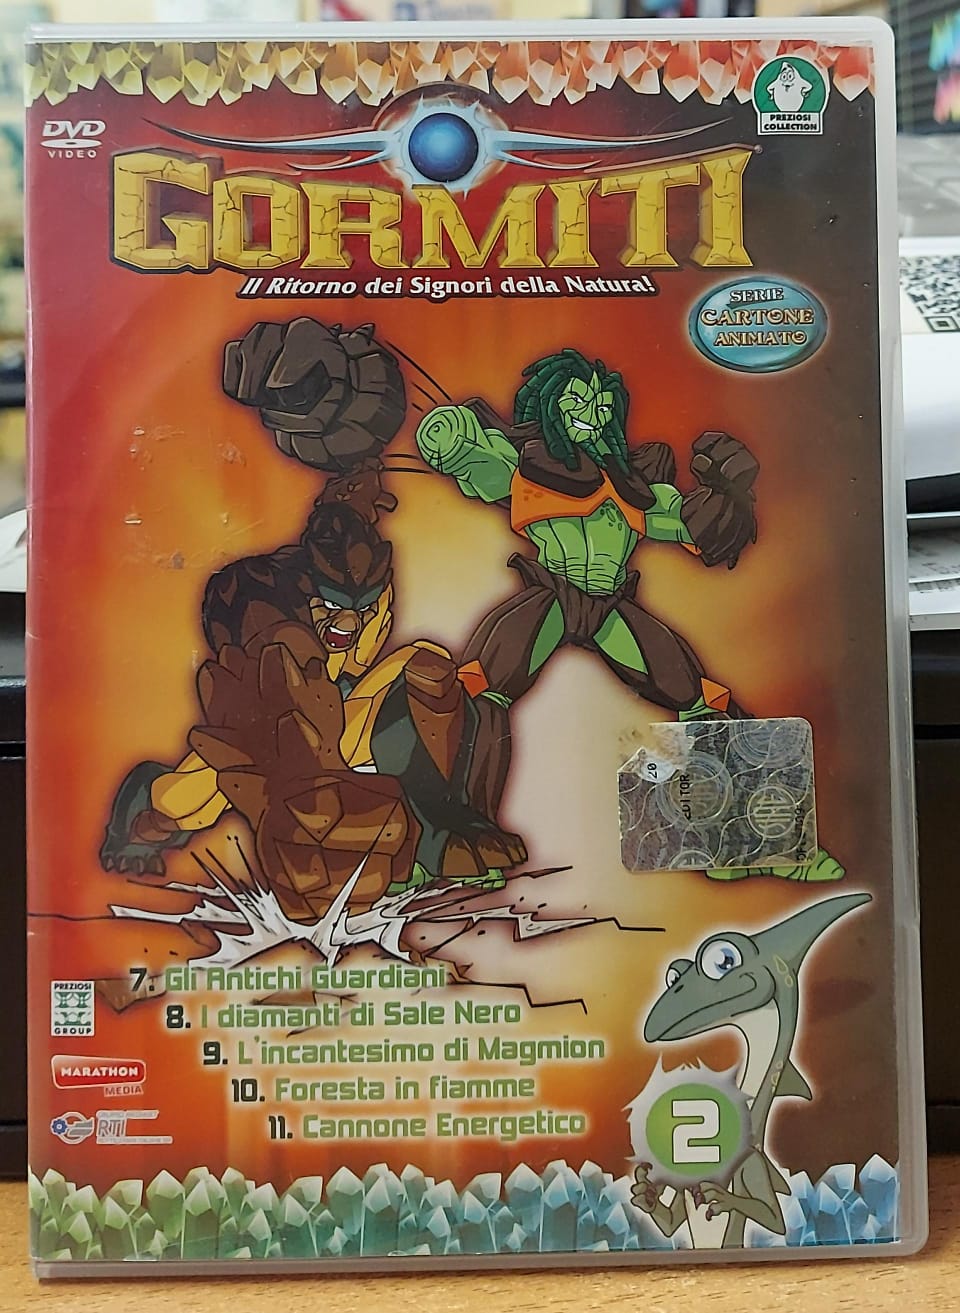 DVD
VIDEO
PREZIOSI
COLLECTION
GORMITI
Il Ritorno dei Signori della Natura!
SERIE
CARTONE
ANIMATO
EDITOR
7. Gli Antichi Guardiani
8. I diamanti di Sale Nero
9. L'incantesimo di Magmion
10. Foresta in fiamme
11. Cannone Energetico
PREZIOSI
GROUP
MARATHON
MEDIA
RTI
2